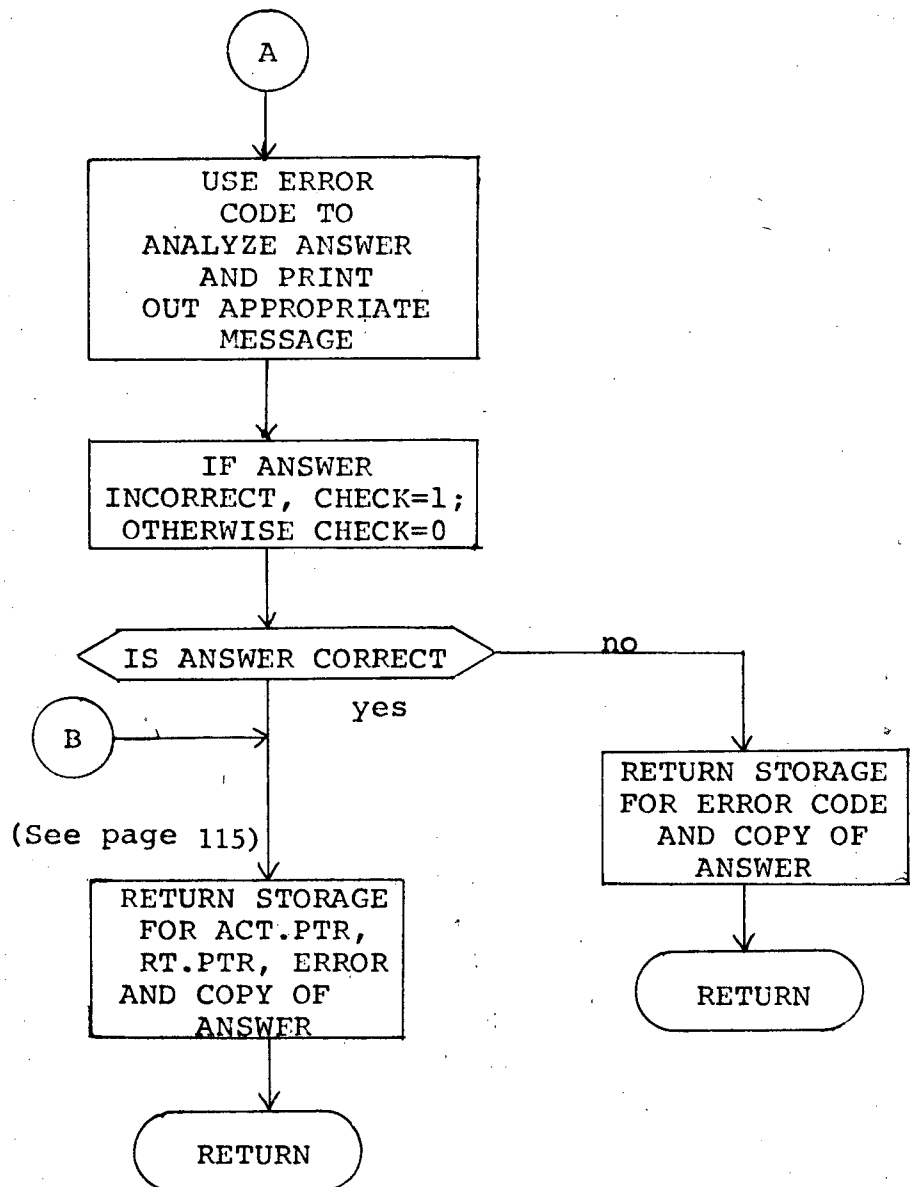 A
USE ERROR
CODE TO
ANALYZE ANSWER
AND PRINT
OUT APPROPRIATE
MESSAGE
IF ANSWER
INCORRECT, CHECK=1;
OTHERWISE CHECK=0
IS ANSWER CORRECT
no
yes
B
(See page 115)
RETURN STORAGE
FOR ACT.PTR,
RT.PTR, ERROR
AND COPY OF
ANSWER
RETURN
RETURN STORAGE
FOR ERROR CODE
AND COPY OF
ANSWER
RETURN